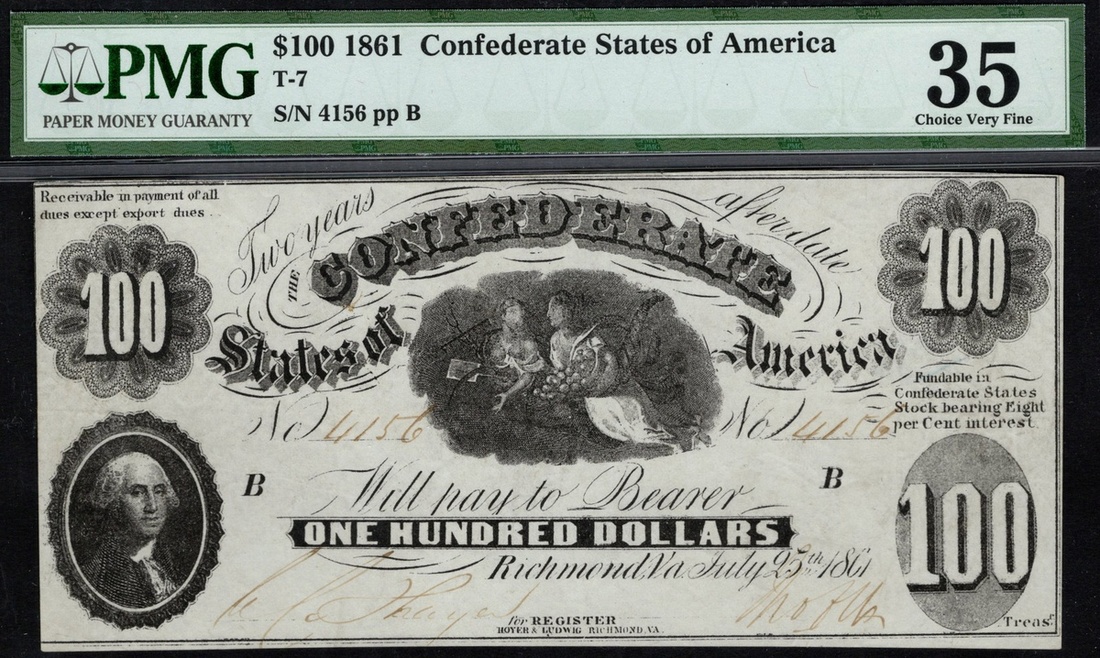 PMG
PAPER MONEY GUARANTY
$100 1861 Confederate States of America
T-7
S/N 4156 pp B
35
Choice Very Fine
Receivable in payment of all
dues except export dues.
Two years after date
THE CONFEDERATE
States of America
100
100
Fundable in
Confederate States
Stock bearing Eight
per Cent interest.
No 4156
No 4156
B
B
Will pay to Bearer
ONE HUNDRED DOLLARS
Richmond, Va. July 25th 1861
100
for REGISTER
HOYER & LUDWIG RICHMOND, VA.
Treasr.